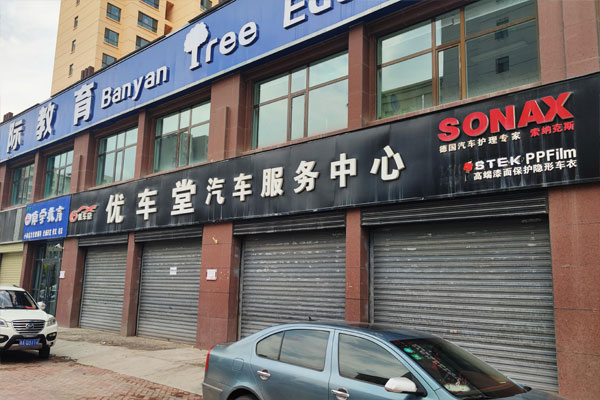 际教育 Banyan Tree Edu
SONAX
德国汽车护理专家 索纳克斯
STEK PPFilm
高端漆面保护隐形车衣
优车堂 汽车服务中心